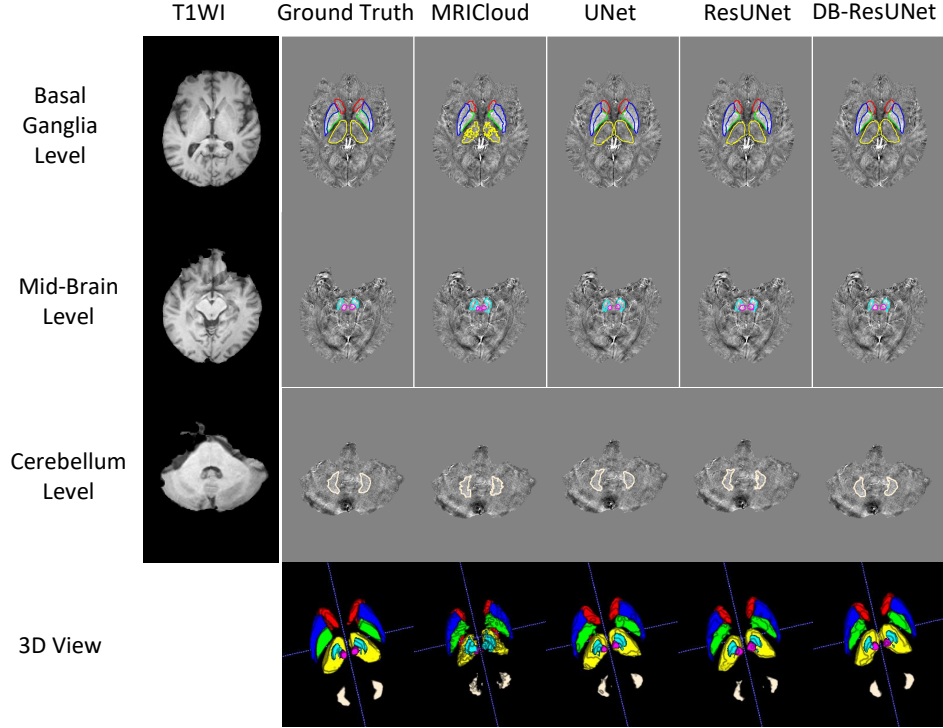 T1WI Ground Truth MRICloud UNet ResUNet DB-ResUNet
Basal
Ganglia
Level
Mid-Brain
Level
Cerebellum
Level
3D View